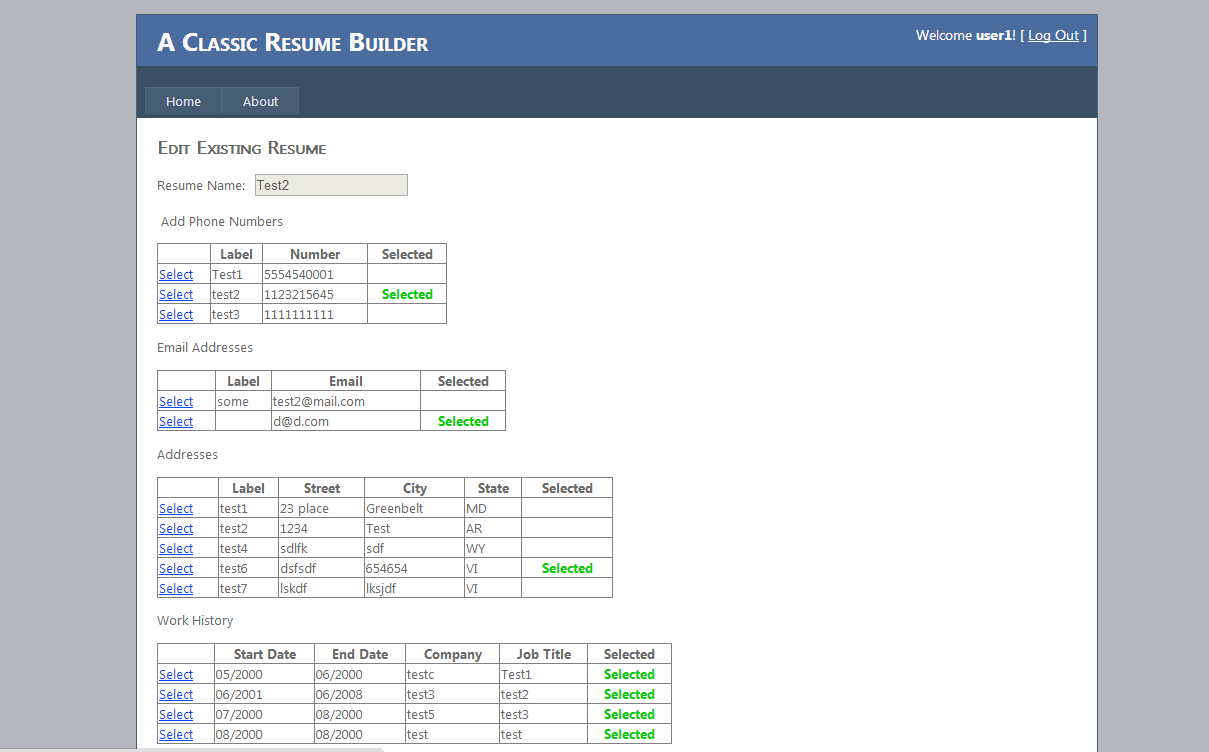 A Classic Resume Builder
Welcome user1! [ Log Out ]
Home About
Edit Existing Resume
Resume Name: Test2
Add Phone Numbers
Label Number Selected
Select Test1 5554540001
Select test2 1123215645 Selected
Select test3 1111111111
Email Addresses
Label Email Selected
Select some test2@mail.com
Select d@d.com Selected
Addresses
Label Street City State Selected
Select test1 23 place Greenbelt MD
Select test2 1234 Test AR
Select test4 sdlfk sdf WY
Select test6 dsfsdf 654654 VI Selected
Select test7 lskdf lksjdf VI
Work History
Start Date End Date Company Job Title Selected
Select 05/2000 06/2000 testc Test1 Selected
Select 06/2001 06/2008 test3 test2 Selected
Select 07/2000 08/2000 test5 test3 Selected
Select 08/2000 08/2000 test test Selected